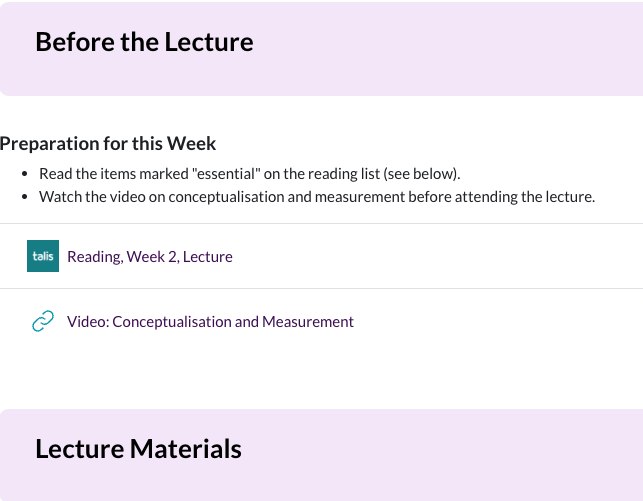 Before the Lecture
Preparation for this Week
• Read the items marked "essential" on the reading list (see below).
• Watch the video on conceptualisation and measurement before attending the lecture.
talis Reading, Week 2, Lecture
Video: Conceptualisation and Measurement
Lecture Materials